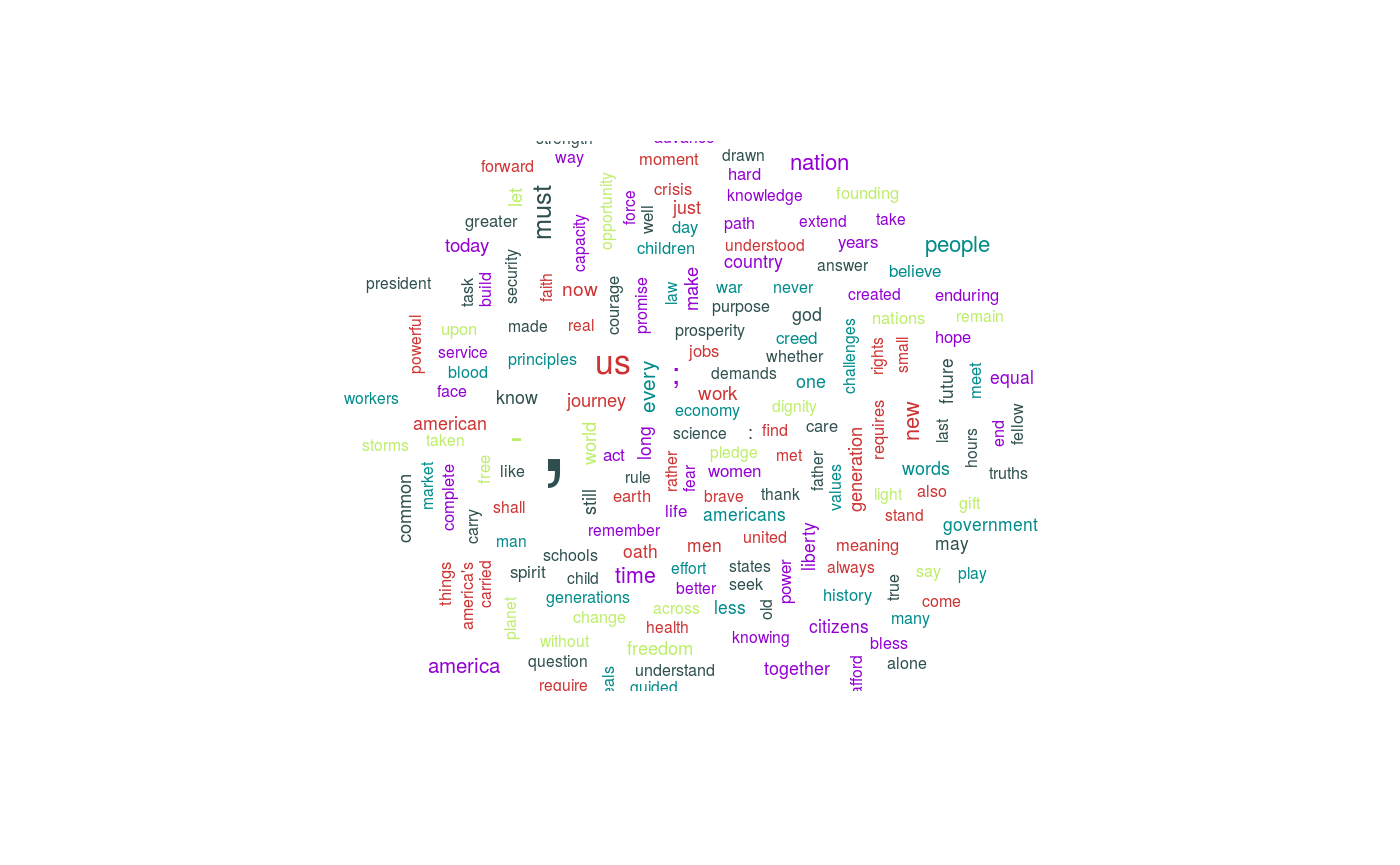 strength
advance
forward
way
moment
drawn
nation
hard
let
must
opportunity
force
crisis
knowledge
founding
greater
capacity
well
just
day
path
extend
take
today
children
understood
years
people
president
task
build
security
faith
now
courage
promise
law
make
country
answer
believe
war
never
created
enduring
purpose
powerful
upon
made
real
prosperity
god
nations
remain
service
principles
us
jobs
creed
whether
challenges
rights
small
hope
blood
every
;
demands
one
future
meet
equal
workers
face
know
journey
work
economy
dignity
requires
new
last
hours
end
fellow
american
storms
taken
-
world
long
science
:
find
care
generation
act
pledge
met
common
market
complete
free
like
,
rule
rather
fear
women
father
values
words
truths
still
earth
brave
thank
light
also
gift
carry
shall
life
americans
stand
government
remember
man
schools
oath
men
united
liberty
meaning
may
things
america's
carried
spirit
child
time
effort
states
power
always
true
say
play
better
seek
generations
planet
change
across
less
old
history
come
many
without
health
knowing
citizens
bless
freedom
america
question
understand
together
afford
alone
require
guided